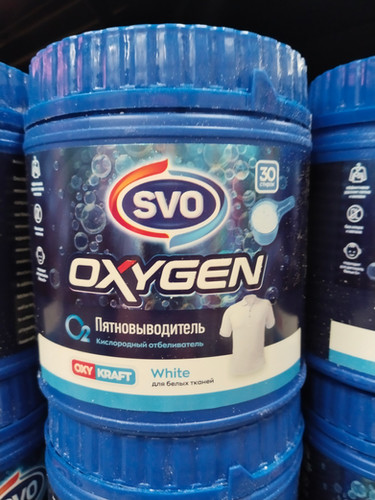 30
SVO
OXYGEN
O2 Пятновыводитель
Кислородный отбеливатель
OXY KRAFT
White
для белых тканей